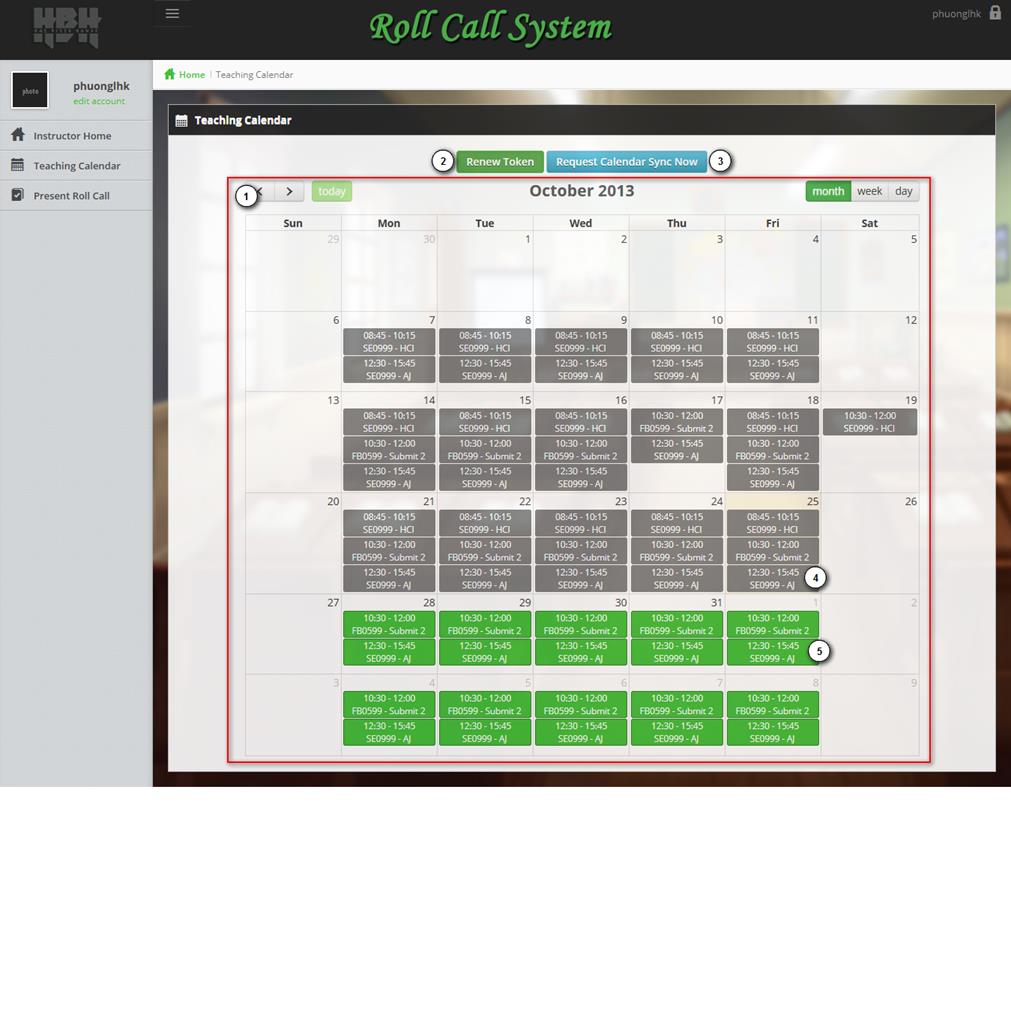 HBH
Roll Call System
phuonglhk
photo
phuonglhk
edit account
Instructor Home
Teaching Calendar
Present Roll Call
Home | Teaching Calendar
Teaching Calendar
2 Renew Token Request Calendar Sync Now 3
1 < > today October 2013 month week day
Sun Mon Tue Wed Thu Fri Sat
29 30 1 2 3 4 5
6 7 8 9 10 11 12
08:45 - 10:15 08:45 - 10:15 08:45 - 10:15 08:45 - 10:15 08:45 - 10:15
SE0999 - HCI SE0999 - HCI SE0999 - HCI SE0999 - HCI SE0999 - HCI
12:30 - 15:45 12:30 - 15:45 12:30 - 15:45 12:30 - 15:45 12:30 - 15:45
SE0999 - AJ SE0999 - AJ SE0999 - AJ SE0999 - AJ SE0999 - AJ
13 14 15 16 17 18 19
08:45 - 10:15 08:45 - 10:15 08:45 - 10:15 10:30 - 12:00 08:45 - 10:15 10:30 - 12:00
SE0999 - HCI SE0999 - HCI SE0999 - HCI FB0599 - Submit 2 SE0999 - HCI SE0999 - HCI
10:30 - 12:00 10:30 - 12:00 10:30 - 12:00 12:30 - 15:45 10:30 - 12:00
FB0599 - Submit 2 FB0599 - Submit 2 FB0599 - Submit 2 SE0999 - AJ FB0599 - Submit 2
12:30 - 15:45 12:30 - 15:45 12:30 - 15:45 12:30 - 15:45
SE0999 - AJ SE0999 - AJ SE0999 - AJ SE0999 - AJ
20 21 22 23 24 25 26
08:45 - 10:15 08:45 - 10:15 08:45 - 10:15 08:45 - 10:15 08:45 - 10:15
SE0999 - HCI SE0999 - HCI SE0999 - HCI SE0999 - HCI SE0999 - HCI
10:30 - 12:00 10:30 - 12:00 10:30 - 12:00 10:30 - 12:00 10:30 - 12:00
FB0599 - Submit 2 FB0599 - Submit 2 FB0599 - Submit 2 FB0599 - Submit 2 FB0599 - Submit 2
12:30 - 15:45 12:30 - 15:45 12:30 - 15:45 12:30 - 15:45 12:30 - 15:45 4
SE0999 - AJ SE0999 - AJ SE0999 - AJ SE0999 - AJ SE0999 - AJ
27 28 29 30 31 1 2
10:30 - 12:00 10:30 - 12:00 10:30 - 12:00 10:30 - 12:00 10:30 - 12:00
FB0599 - Submit 2 FB0599 - Submit 2 FB0599 - Submit 2 FB0599 - Submit 2 FB0599 - Submit 2
12:30 - 15:45 12:30 - 15:45 12:30 - 15:45 12:30 - 15:45 12:30 - 15:45 5
SE0999 - AJ SE0999 - AJ SE0999 - AJ SE0999 - AJ SE0999 - AJ
3 4 5 6 7 8 9
10:30 - 12:00 10:30 - 12:00 10:30 - 12:00 10:30 - 12:00 10:30 - 12:00
FB0599 - Submit 2 FB0599 - Submit 2 FB0599 - Submit 2 FB0599 - Submit 2 FB0599 - Submit 2
12:30 - 15:45 12:30 - 15:45 12:30 - 15:45 12:30 - 15:45 12:30 - 15:45
SE0999 - AJ SE0999 - AJ SE0999 - AJ SE0999 - AJ SE0999 - AJ